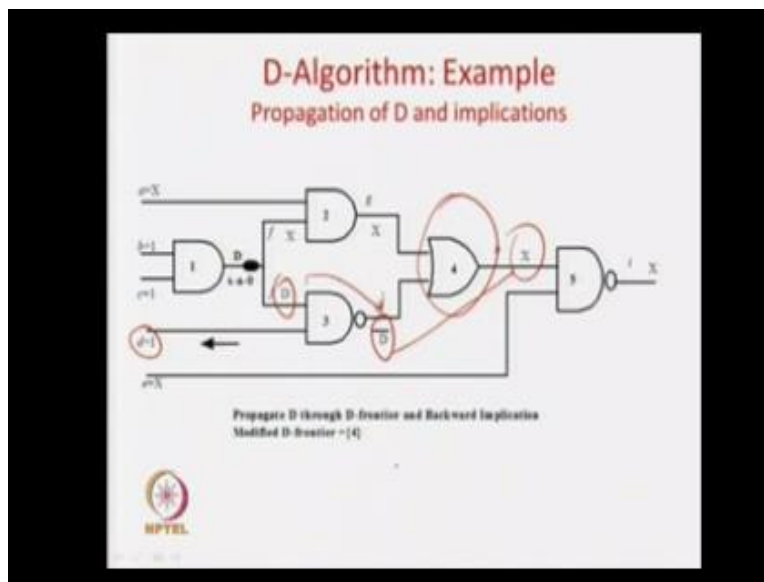 D-Algorithm: Example
Propagation of D and implications
a=X
g
2
f X
X
b=1
D
1
4
X
i X
5
c=1
s-a-0
D
3
d=1
D
e=X
Propagate D through D-frontier and Backward Implication
Modified D-frontier = {4}
NPTEL